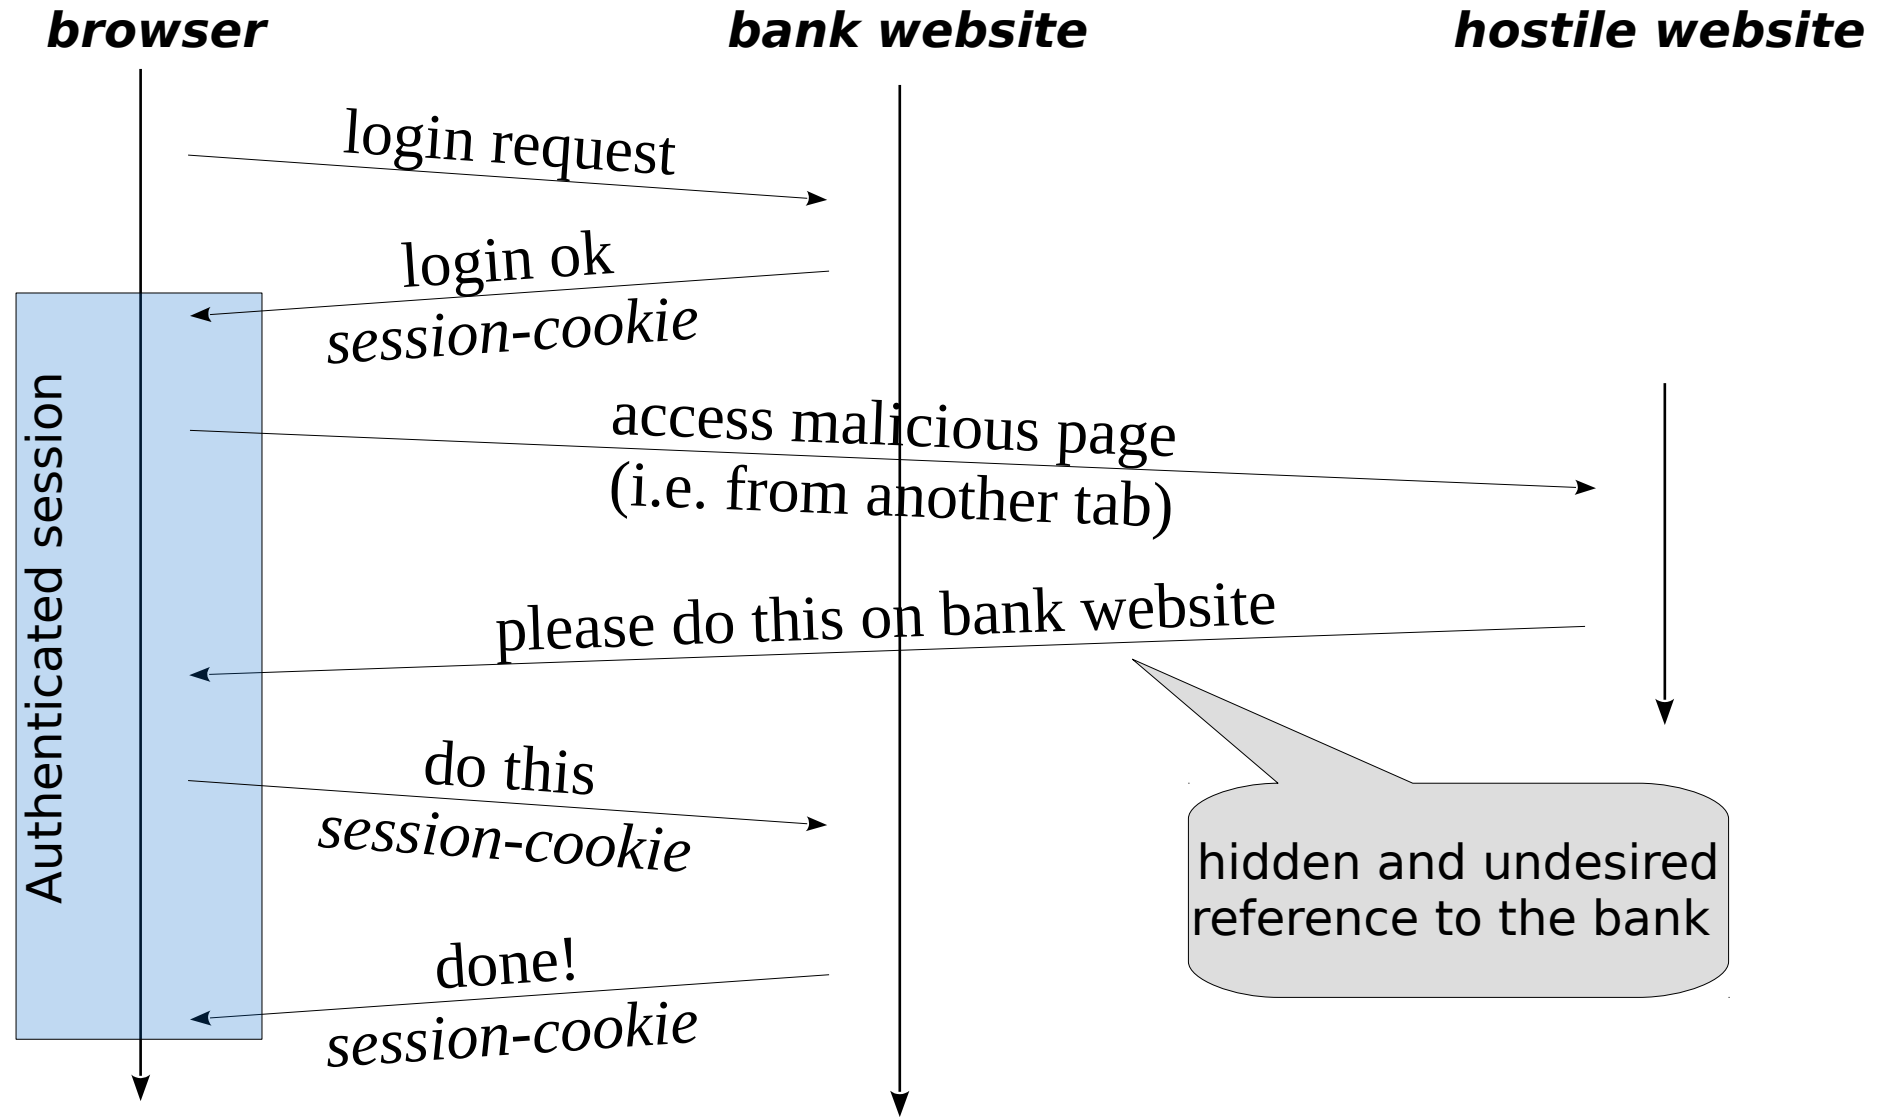 browser
bank website
hostile website
login request
login ok
session-cookie
access malicious page
(i.e. from another tab)
please do this on bank website
do this
session-cookie
done!
session-cookie
Authenticated session
hidden and undesired
reference to the bank